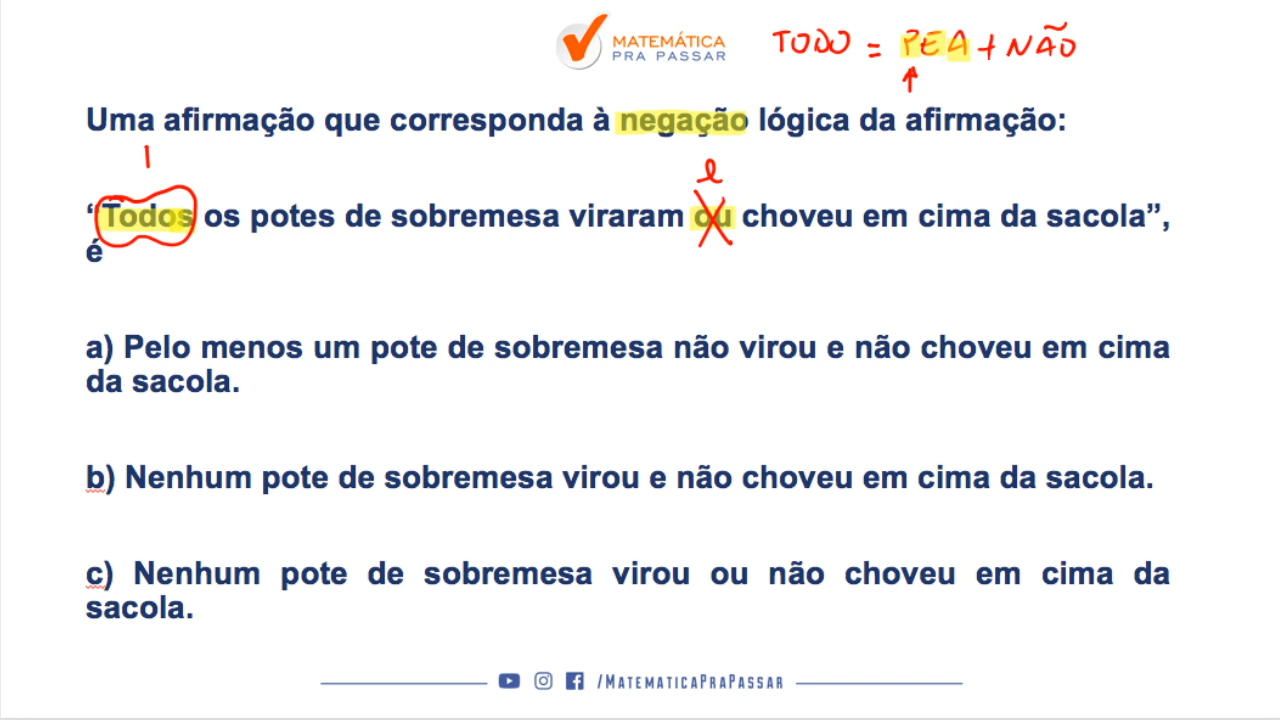 MATEMÁTICA
PRA PASSAR
TODO = PEA + NÃO
Uma afirmação que corresponda à negação lógica da afirmação:
“Todos os potes de sobremesa viraram ou choveu em cima da sacola”,
e
é
a) Pelo menos um pote de sobremesa não virou e não choveu em cima
da sacola.
b) Nenhum pote de sobremesa virou e não choveu em cima da sacola.
c) Nenhum pote de sobremesa virou ou não choveu em cima da
sacola.
/MATEMATICAPRAPASSAR